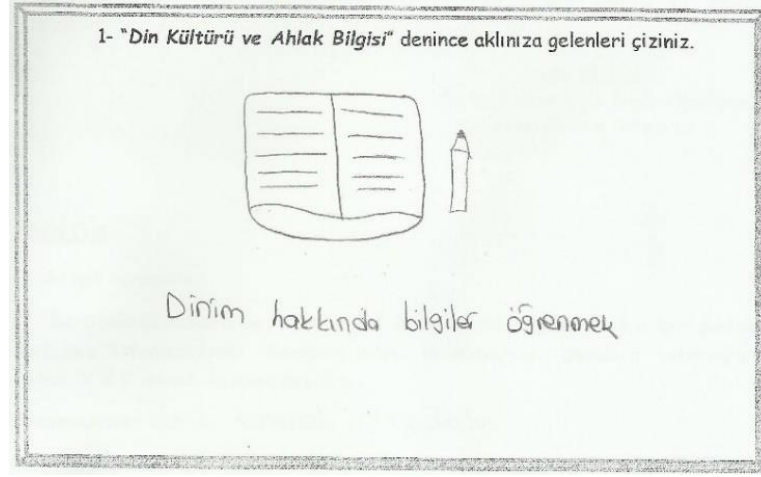 1- "Din Kültürü ve Ahlak Bilgisi" denince aklınıza gelenleri çiziniz.
Dinim hakkında bilgiler öğrenmek